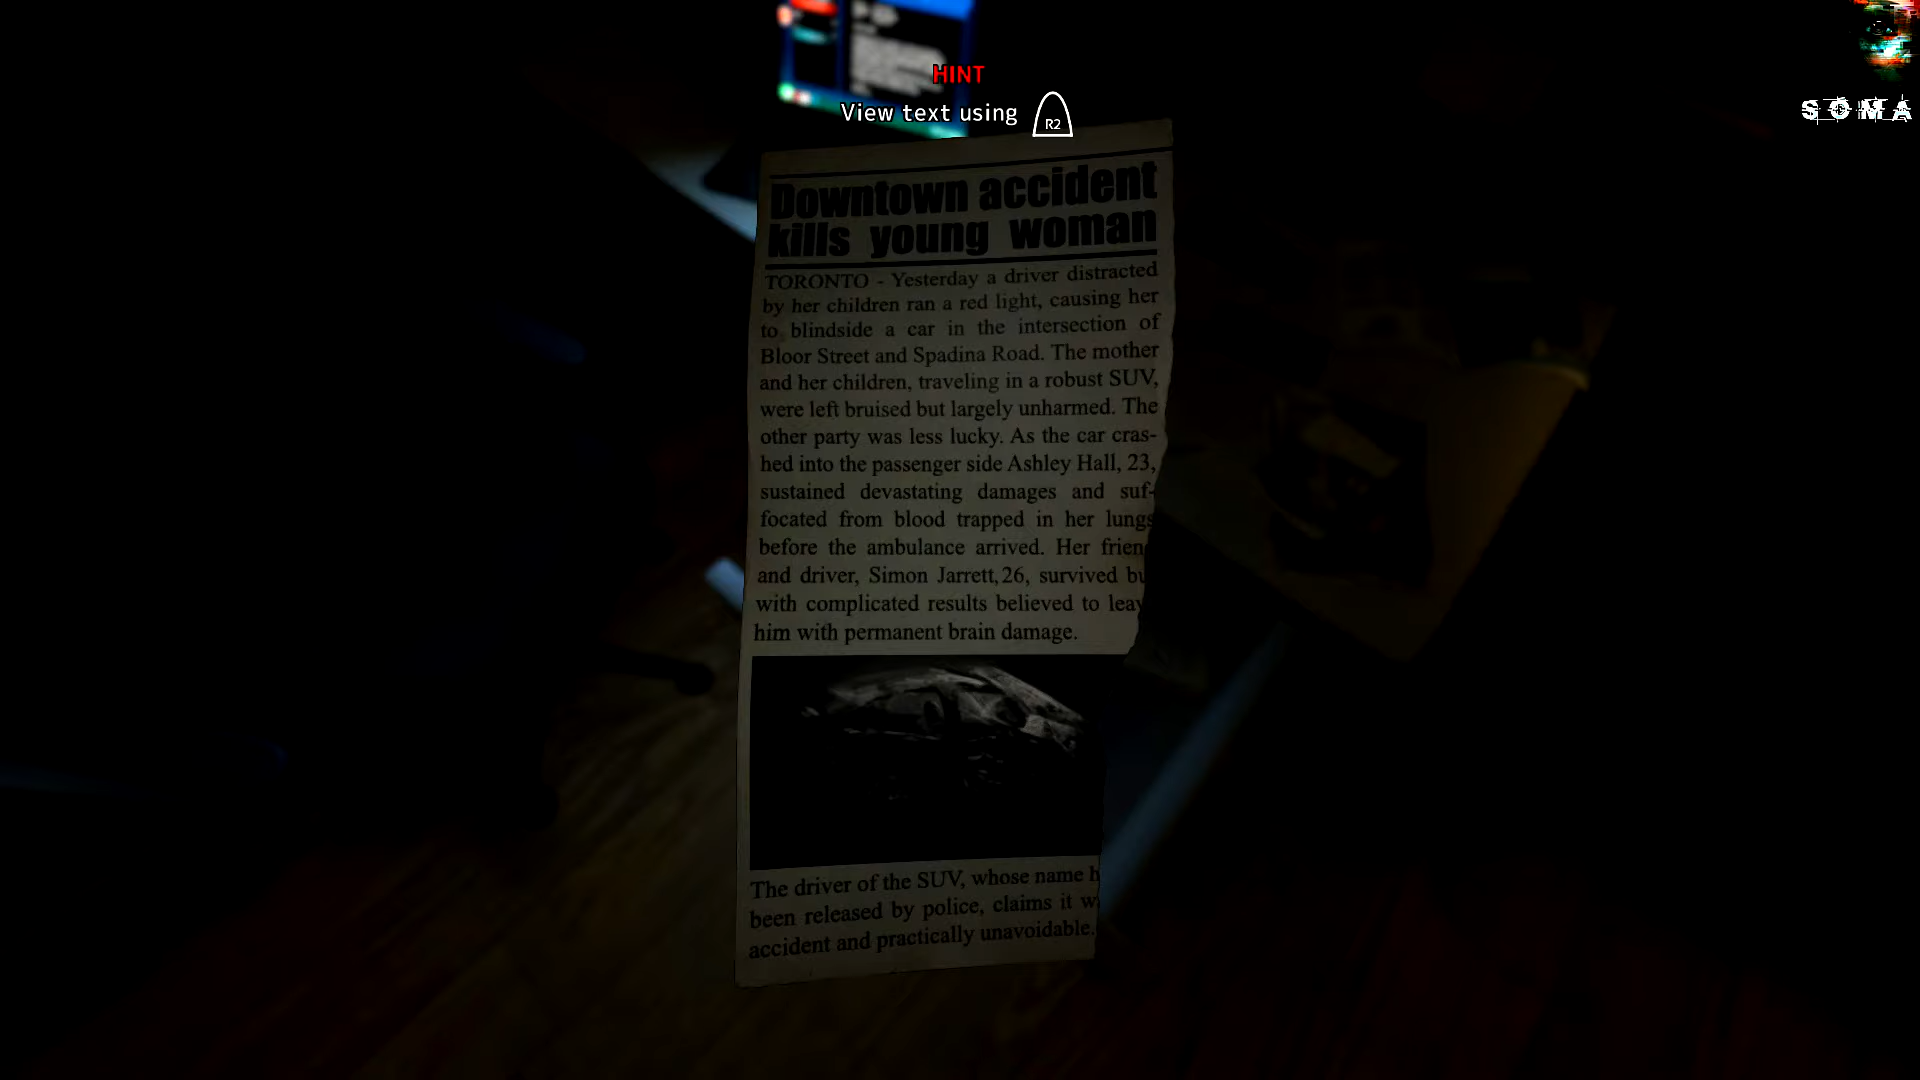 HINT
View text using R2
SOMA
Downtown accident
kills young woman
TORONTO - Yesterday a driver distracted
by her children ran a red light, causing her
to blindside a car in the intersection of
Bloor Street and Spadina Road. The mother
and her children, traveling in a robust SUV,
were left bruised but largely unharmed. The
other party was less lucky. As the car cras-
hed into the passenger side Ashley Hall, 23,
sustained devastating damages and suf-
focated from blood trapped in her lungs
before the ambulance arrived. Her frien
and driver, Simon Jarrett, 26, survived bu
with complicated results believed to leav
him with permanent brain damage.
The driver of the SUV, whose name h
been released by police, claims it w
accident and practically unavoidable.